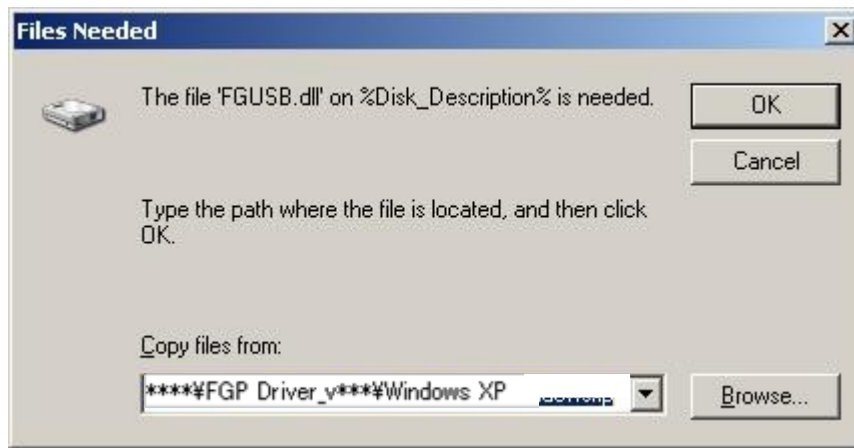 Files Needed
The file 'FGUSB.dll' on %Disk_Description% is needed.
OK
Cancel
Type the path where the file is located, and then click
OK.
Copy files from:
****¥FGP Driver_v***¥Windows XP
Browse...